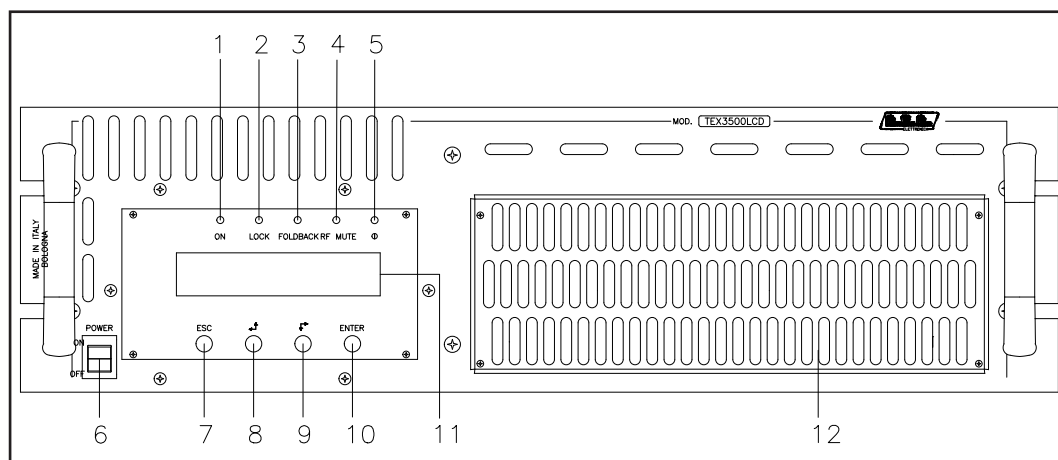 1 2 3 4 5
MOD. TEX3500LCD
R.V.R.
ELETTRONICA
ON LOCK FOLDBACK RF MUTE
MADE IN ITALY
BOLOGNA
POWER
ON
OFF
ESC ENTER
6 7 8 9 10 11 12